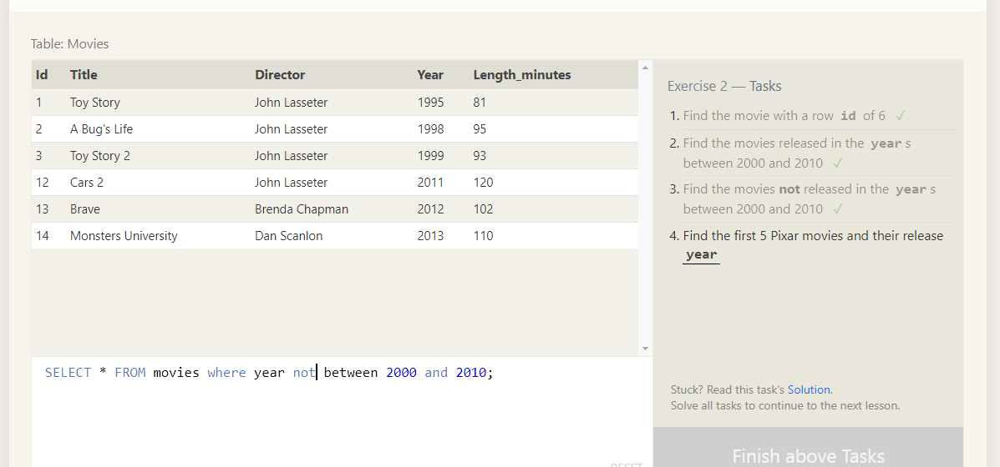 Table: Movies
Id Title Director Year Length_minutes
1 Toy Story John Lasseter 1995 81
2 A Bug's Life John Lasseter 1998 95
3 Toy Story 2 John Lasseter 1999 93
12 Cars 2 John Lasseter 2011 120
13 Brave Brenda Chapman 2012 102
14 Monsters University Dan Scanlon 2013 110
SELECT * FROM movies where year not between 2000 and 2010;
RESET
Exercise 2 — Tasks
1. Find the movie with a row id of 6 ✓
2. Find the movies released in the year s
between 2000 and 2010 ✓
3. Find the movies not released in the year s
between 2000 and 2010 ✓
4. Find the first 5 Pixar movies and their release
year
Stuck? Read this task's Solution.
Solve all tasks to continue to the next lesson.
Finish above Tasks